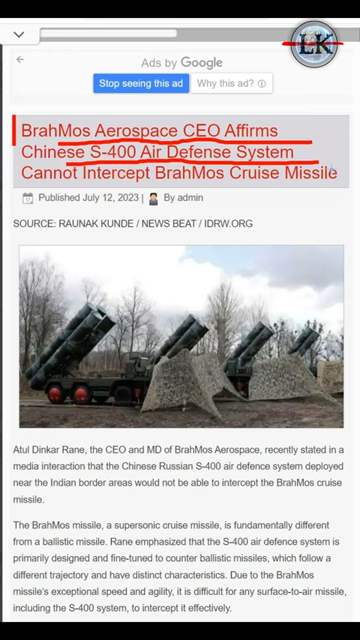 LK
Ads by Google
Stop seeing this ad
Why this ad?
BrahMos Aerospace CEO Affirms
Chinese S-400 Air Defense System
Cannot Intercept BrahMos Cruise Missile
Published July 12, 2023 | By admin
SOURCE: RAUNAK KUNDE / NEWS BEAT / IDRW.ORG
Atul Dinkar Rane, the CEO and MD of BrahMos Aerospace, recently stated in a
media interaction that the Chinese Russian S-400 air defence system deployed
near the Indian border areas would not be able to intercept the BrahMos cruise
missile.
The BrahMos missile, a supersonic cruise missile, is fundamentally different
from a ballistic missile. Rane emphasized that the S-400 air defence system is
primarily designed and fine-tuned to counter ballistic missiles, which follow a
different trajectory and have distinct characteristics. Due to the BrahMos
missile's exceptional speed and agility, it is difficult for any surface-to-air missile,
including the S-400 system, to intercept it effectively.